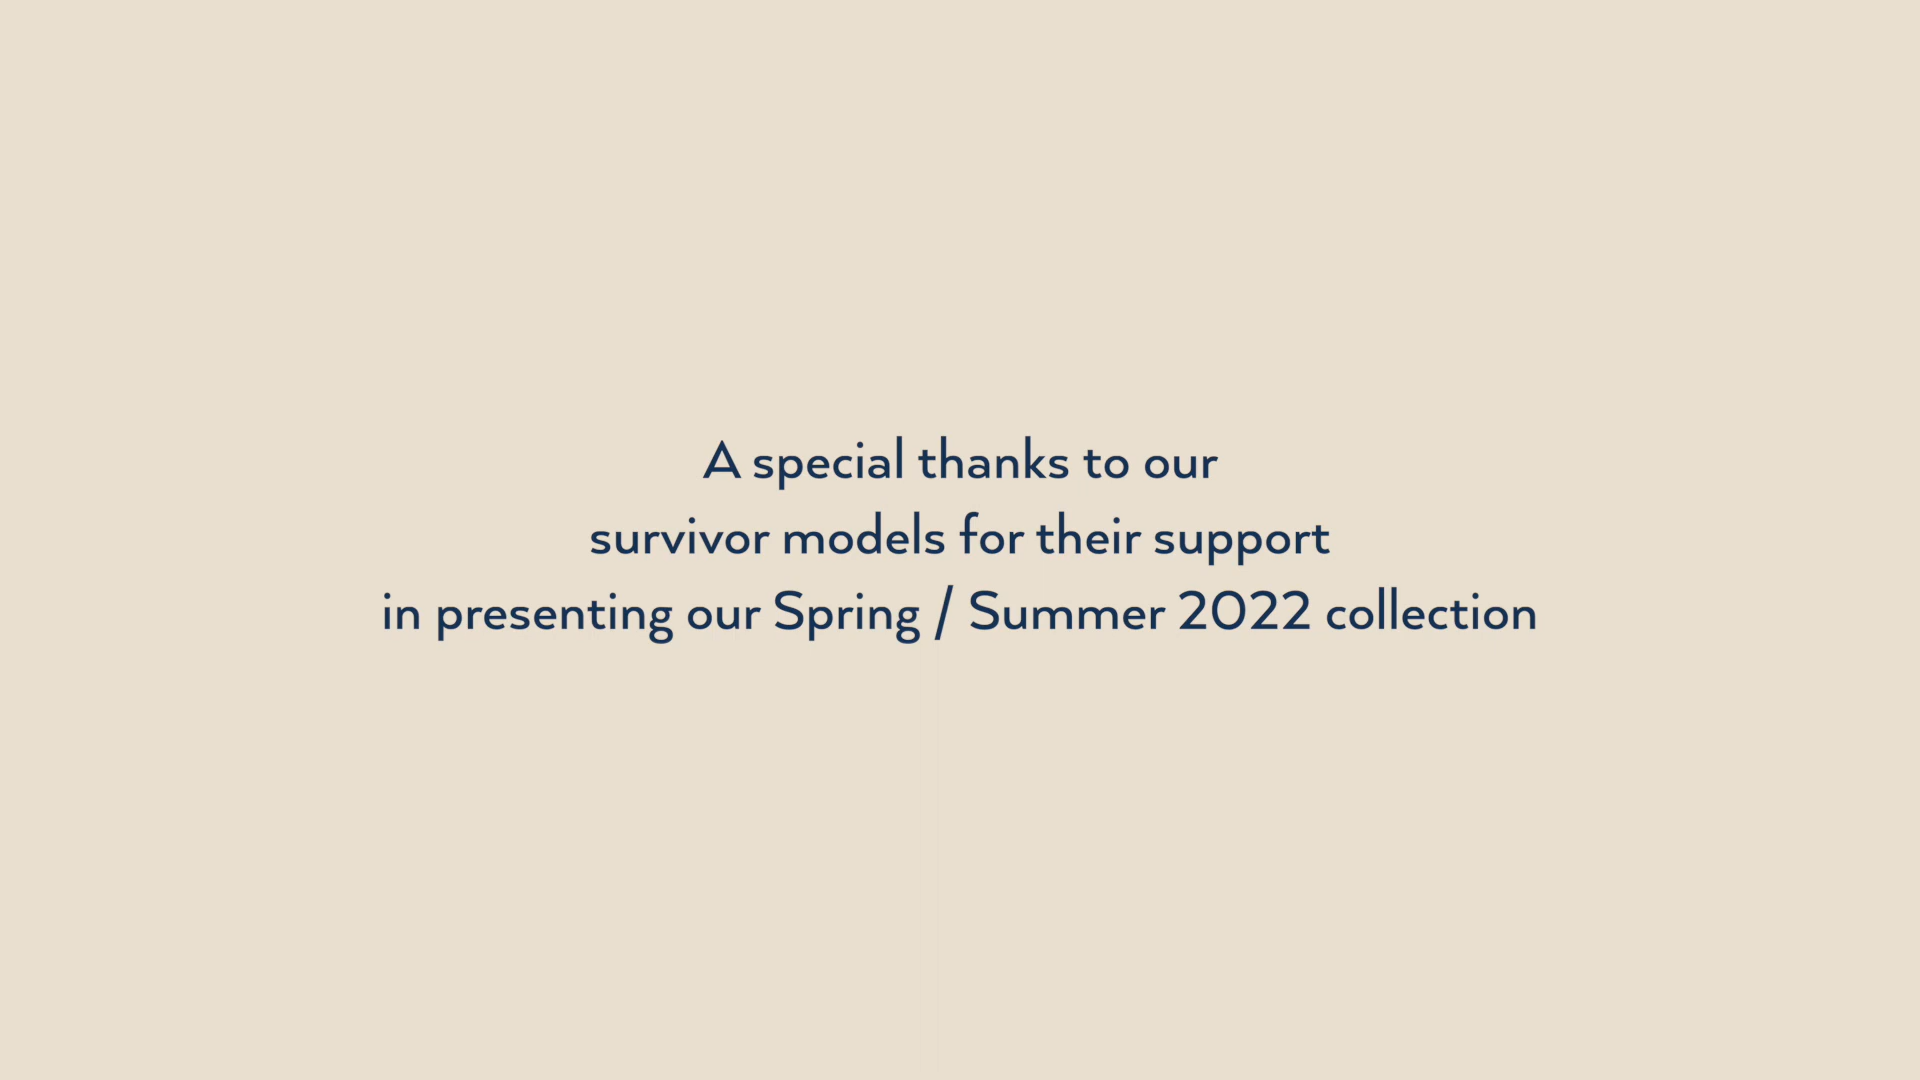 A special thanks to our
survivor models for their support
in presenting our Spring / Summer 2022 collection